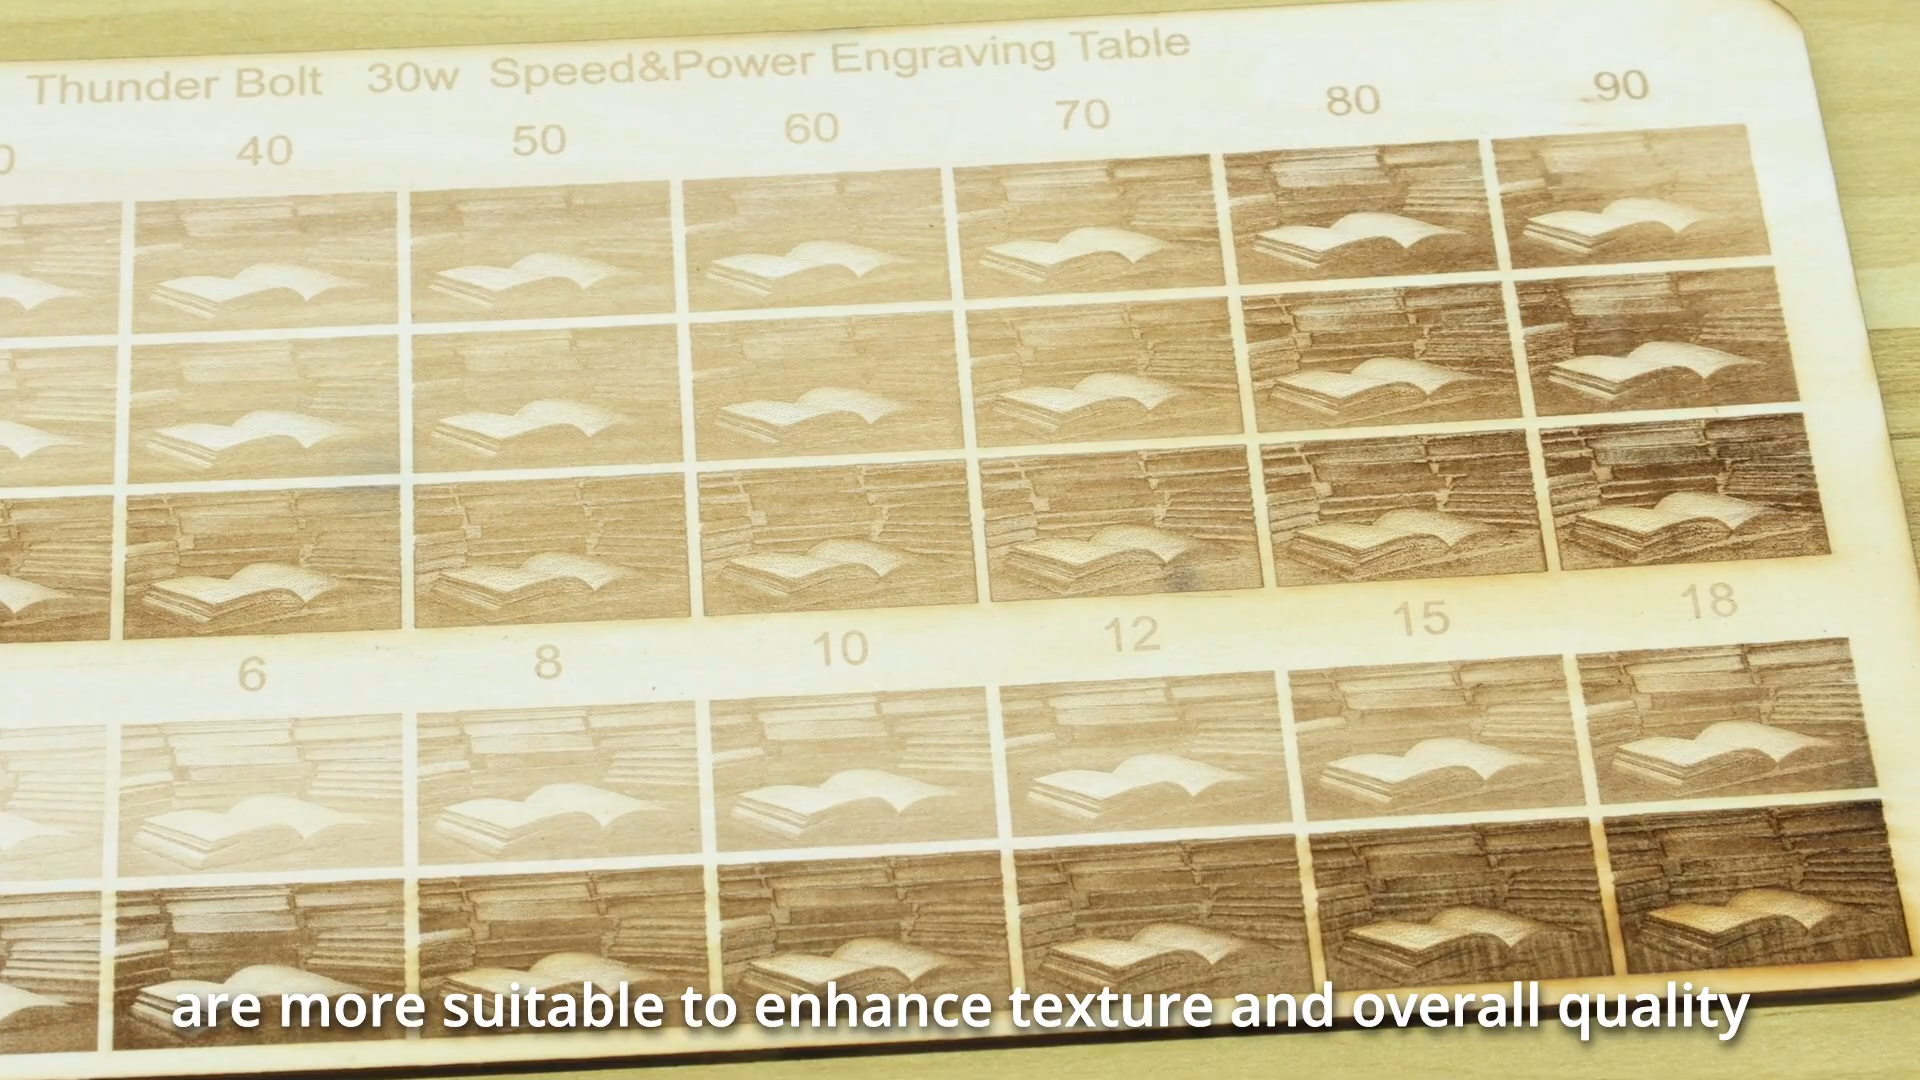 Thunder Bolt 30w Speed&Power Engraving Table
40 50 60 70 80 90
6 8 10 12 15 18
are more suitable to enhance texture and overall quality